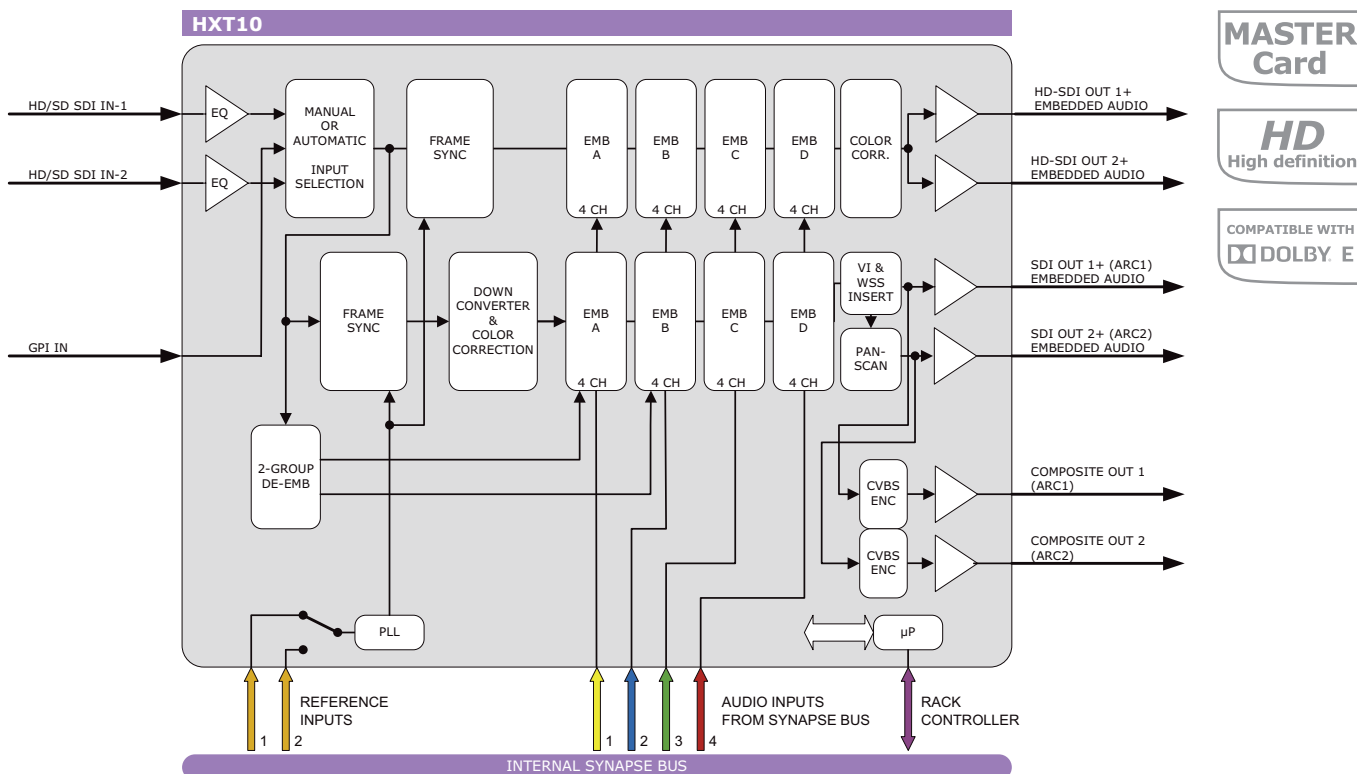 HXT10
MASTER
Card
HD
High definition
COMPATIBLE WITH
DOLBY E
HD/SD SDI IN-1
HD/SD SDI IN-2
GPI IN
EQ
EQ
MANUAL
OR
AUTOMATIC
INPUT
SELECTION
FRAME
SYNC
EMB
A
4 CH
EMB
B
4 CH
EMB
C
4 CH
EMB
D
4 CH
COLOR
CORR.
HD-SDI OUT 1+
EMBEDDED AUDIO
HD-SDI OUT 2+
EMBEDDED AUDIO
FRAME
SYNC
DOWN
CONVERTER
&
COLOR
CORRECTION
EMB
A
4 CH
EMB
B
4 CH
EMB
C
4 CH
EMB
D
4 CH
VI &
WSS
INSERT
PAN-
SCAN
SDI OUT 1+ (ARC1)
EMBEDDED AUDIO
SDI OUT 2+ (ARC2)
EMBEDDED AUDIO
2-GROUP
DE-EMB
CVBS
ENC
CVBS
ENC
COMPOSITE OUT 1
(ARC1)
COMPOSITE OUT 2
(ARC2)
PLL
µP
REFERENCE
INPUTS
1
2
AUDIO INPUTS
FROM SYNAPSE BUS
1
2
3
4
RACK
CONTROLLER
INTERNAL SYNAPSE BUS